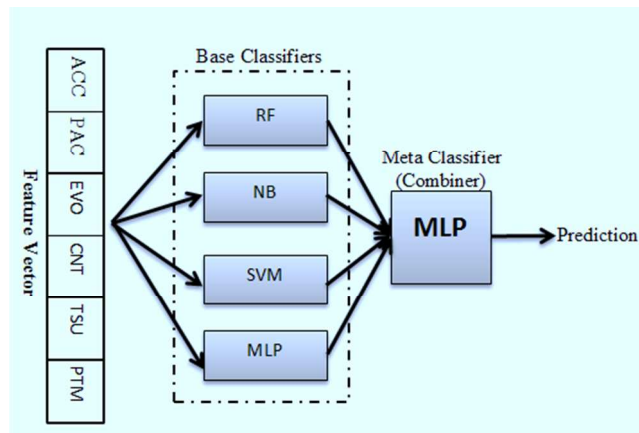 Feature Vector
ACC
PAC
EVO
CNT
TSU
PTM
Base Classifiers
RF
NB
SVM
MLP
Meta Classifier
(Combiner)
MLP
Prediction